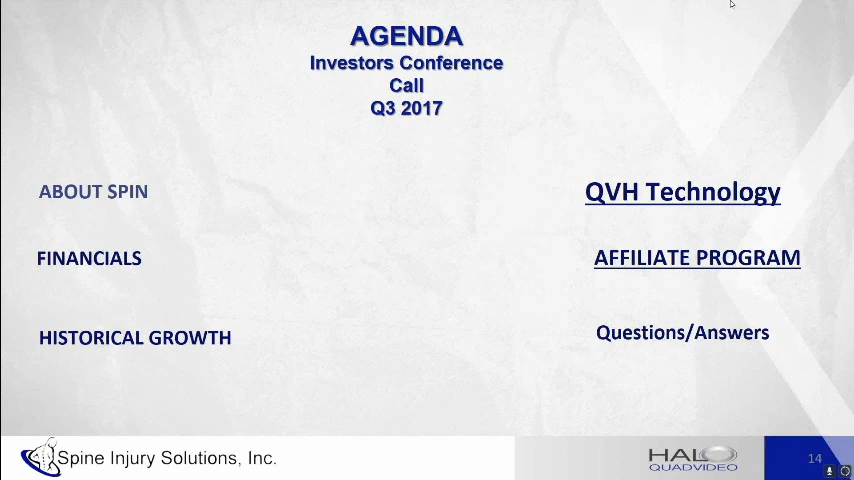 AGENDA
Investors Conference
Call
Q3 2017
ABOUT SPIN
QVH Technology
FINANCIALS
AFFILIATE PROGRAM
HISTORICAL GROWTH
Questions/Answers
Spine Injury Solutions, Inc.
HALO
QUADVIDEO
14